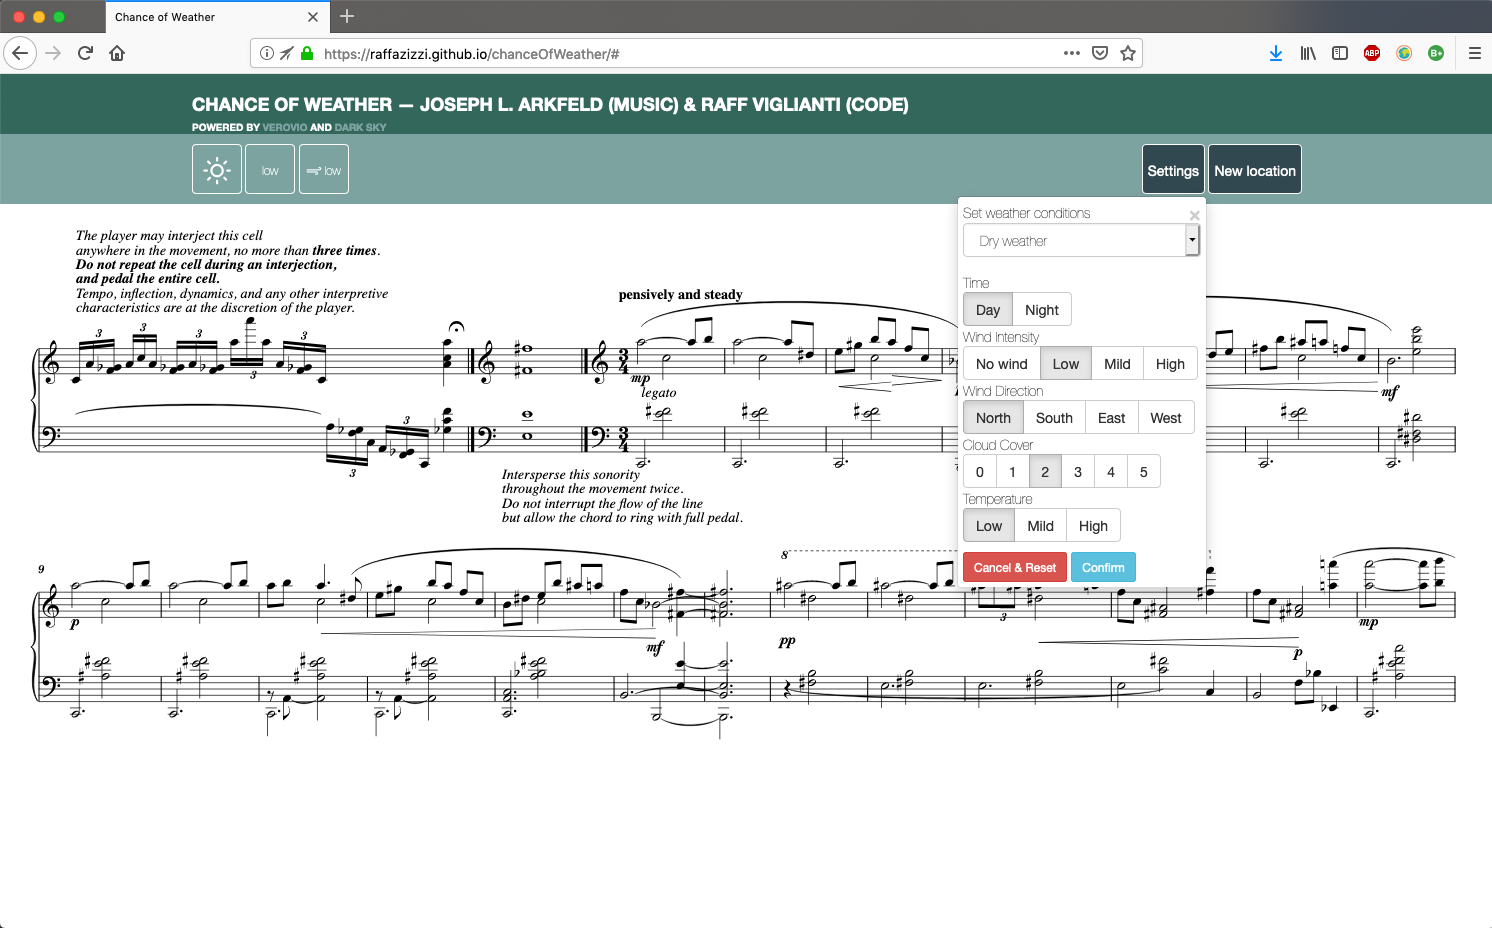 Chance of Weather
https://raffazizzi.github.io/chanceOfWeather/#
ABP
B+
CHANCE OF WEATHER — JOSEPH L. ARKFELD (MUSIC) & RAFF VIGLIANTI (CODE)
POWERED BY VEROVIO AND DARK SKY
low
low
Settings
New location
Set weather conditions
Dry weather
Time
Day Night
Wind Intensity
No wind Low Mild High
Wind Direction
North South East West
Cloud Cover
0 1 2 3 4 5
Temperature
Low Mild High
Cancel & Reset Confirm
The player may interject this cell
anywhere in the movement, no more than three times.
Do not repeat the cell during an interjection,
and pedal the entire cell.
Tempo, inflection, dynamics, and any other interpretive
characteristics are at the discretion of the player.
pensively and steady
3 3 3 3
3
3 4
mp
legato
mf
3
3
3 4
Intersperse this sonority
throughout the movement twice.
Do not interrupt the flow of the line
but allow the chord to ring with full pedal.
9
8
p
mf
pp
3
p
mp